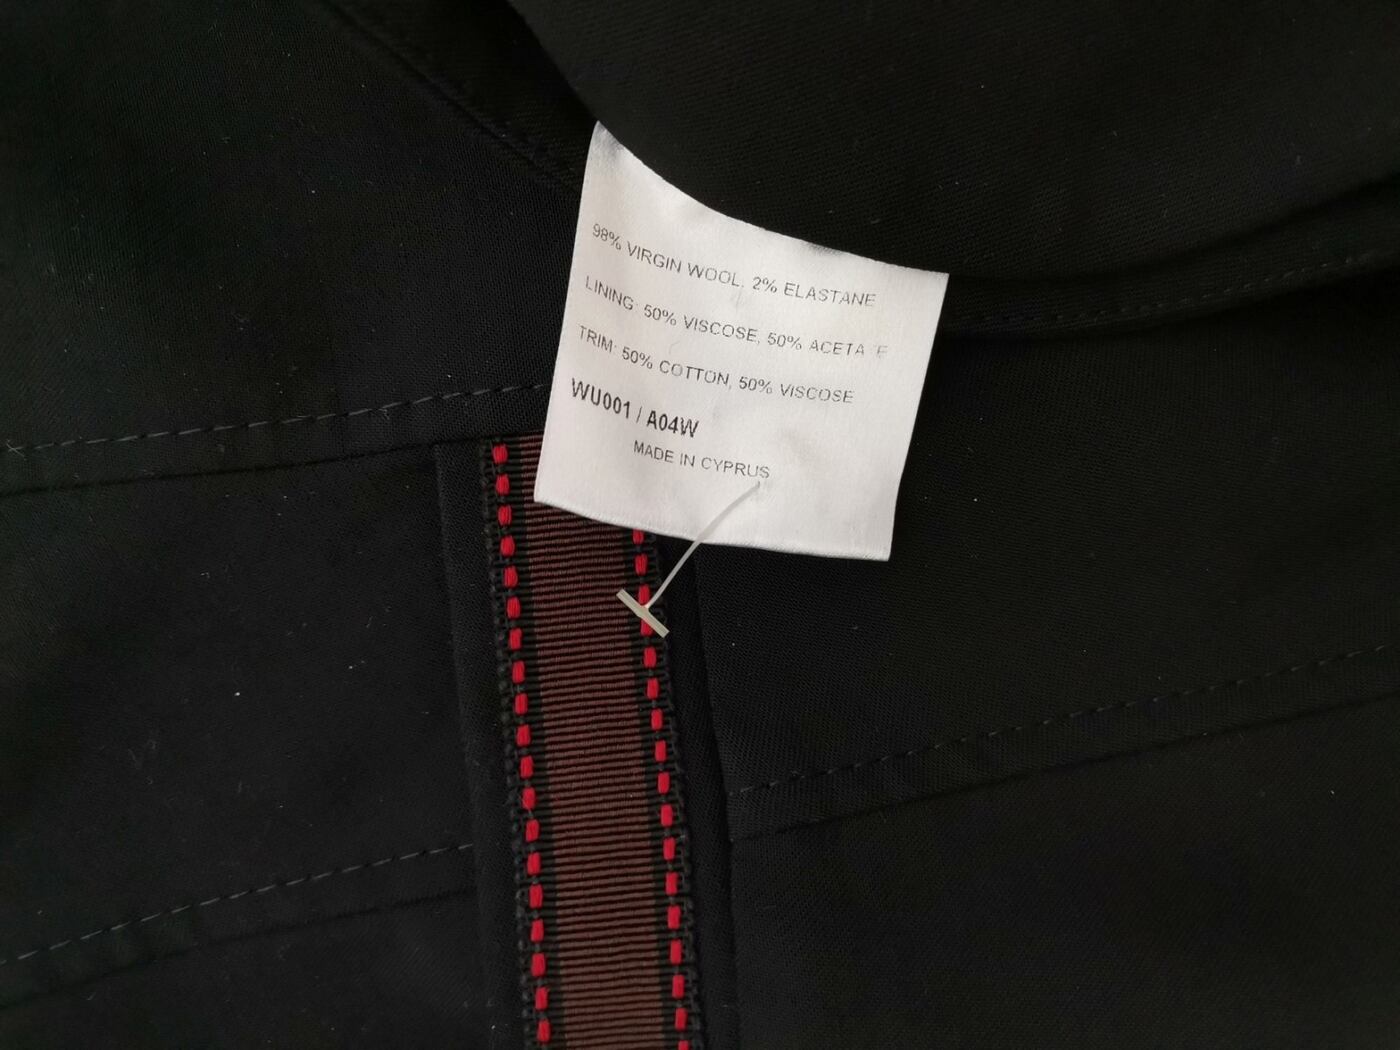 98% VIRGIN WOOL, 2% ELASTANE
LINING: 50% VISCOSE, 50% ACETATE
TRIM: 50% COTTON, 50% VISCOSE
WU001 / A04W
MADE IN CYPRUS